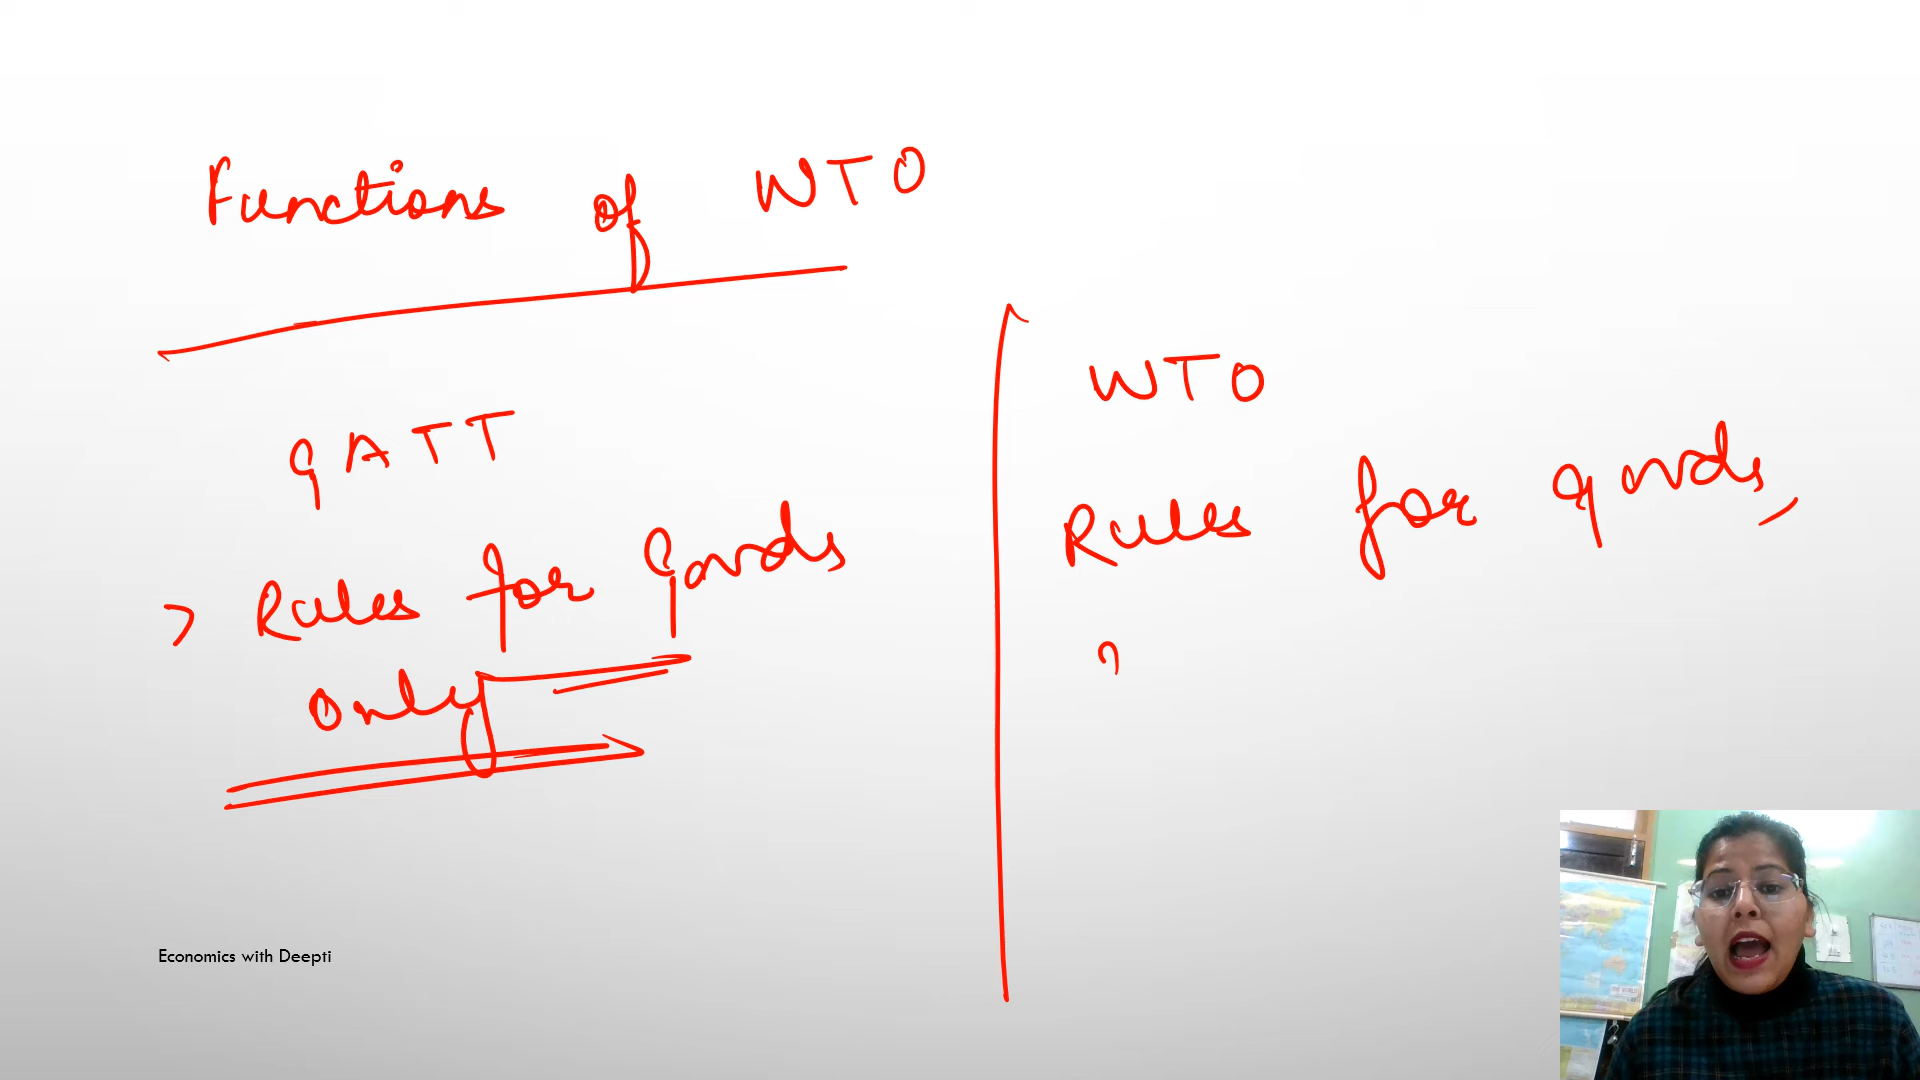 Functions of WTO
GATT
> Rules for Goods
Only
WTO
Rules for goods,
Economics with Deepti